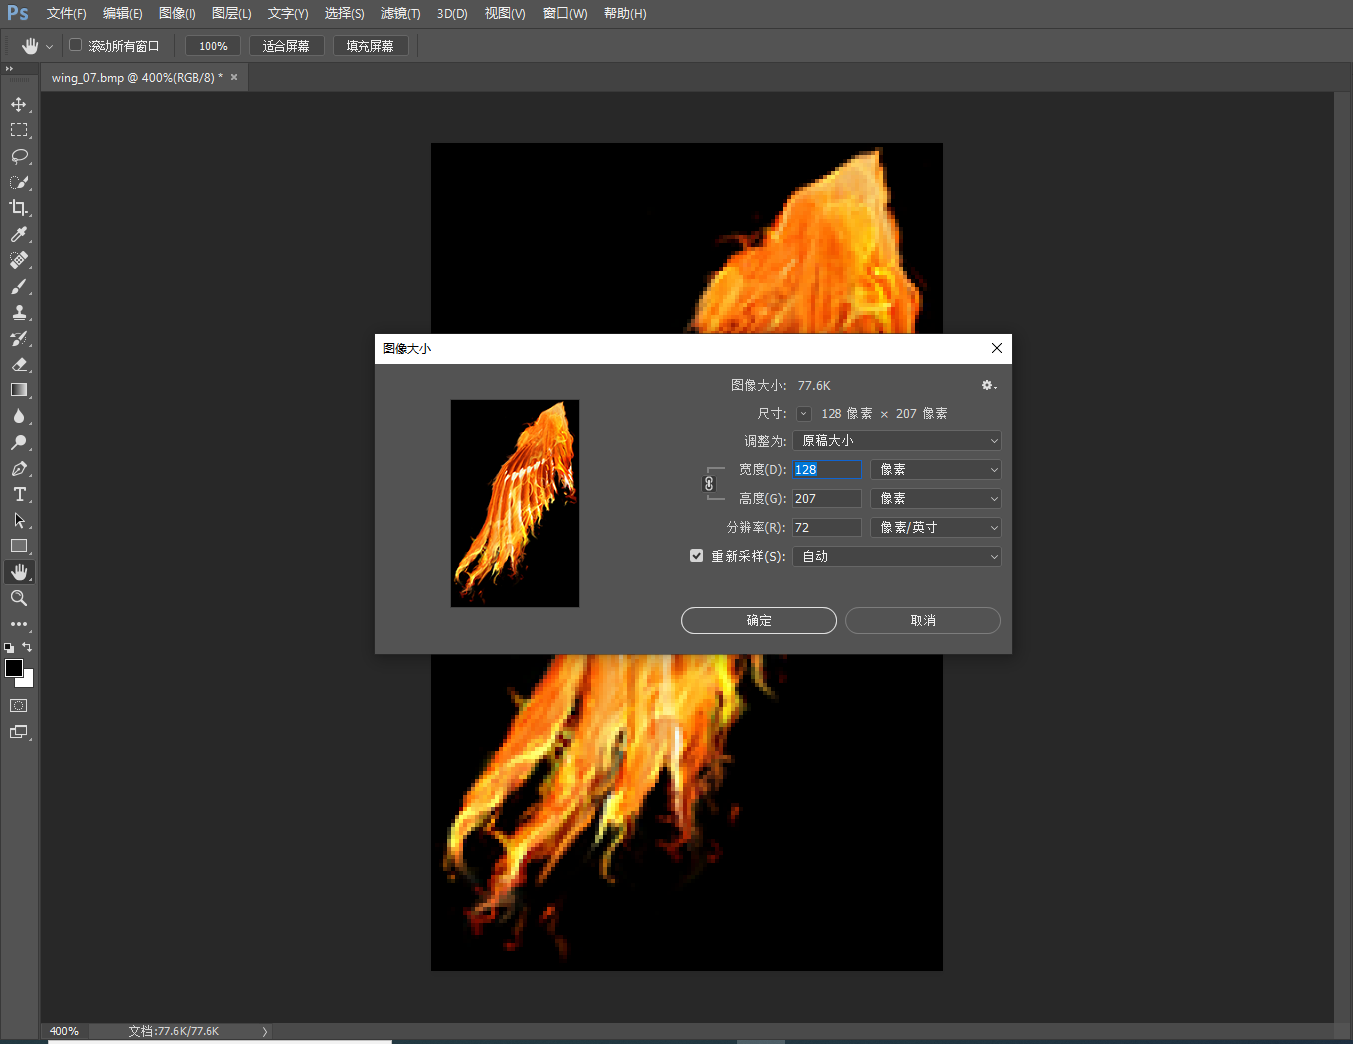 Ps 文件(F) 编辑(E) 图像(I) 图层(L) 文字(Y) 选择(S) 滤镜(T) 3D(D) 视图(V) 窗口(W) 帮助(H)
滚动所有窗口 100% 适合屏幕 填充屏幕
wing_07.bmp @ 400%(RGB/8) * ×
图像大小
图像大小: 77.6K
尺寸: 128 像素 × 207 像素
调整为: 原稿大小
宽度(D): 128 像素
高度(G): 207 像素
分辨率(R): 72 像素/英寸
重新采样(S): 自动
确定 取消
400% 文档:77.6K/77.6K